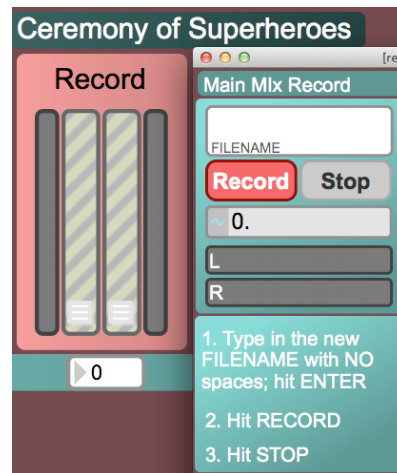 Ceremony of Superheroes
[re
Record
Main MIx Record
FILENAME
Record Stop
~ 0.
L
R
0
1. Type in the new
FILENAME with NO
spaces; hit ENTER
2. Hit RECORD
3. Hit STOP